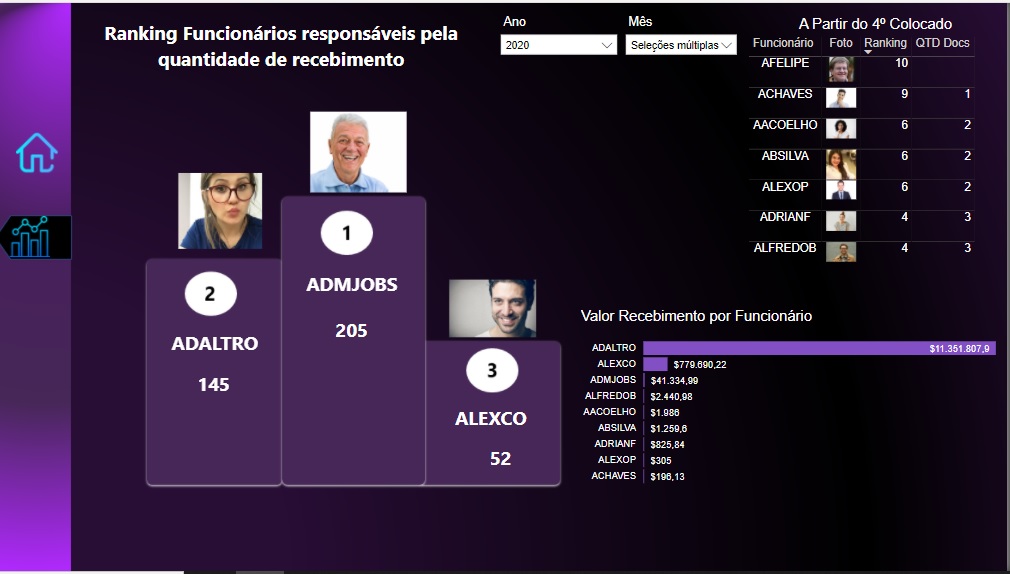 Ranking Funcionários responsáveis pela
quantidade de recebimento
Ano
2020
Mês
Seleções múltiplas
A Partir do 4º Colocado
Funcionário Foto Ranking QTD Docs
AFELIPE 10
ACHAVES 9 1
AACOELHO 6 2
ABSILVA 6 2
ALEXOP 6 2
ADRIANF 4 3
ALFREDOB 4 3
1
ADMJOBS
205
2
ADALTRO
145
3
ALEXCO
52
Valor Recebimento por Funcionário
ADALTRO $11.351.807,9
ALEXCO $779.690,22
ADMJOBS $41.334,99
ALFREDOB $2.440,98
AACOELHO $1.986
ABSILVA $1.259,6
ADRIANF $825,84
ALEXOP $305
ACHAVES $196,13